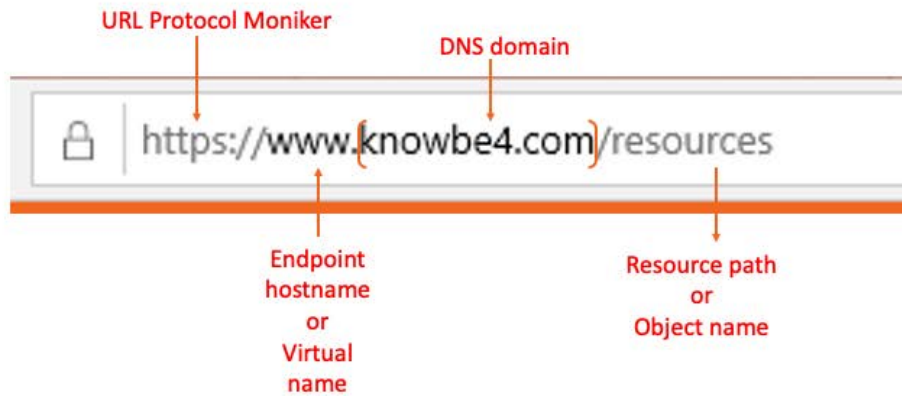 URL Protocol Moniker
DNS domain
https://www.knowbe4.com/resources
Endpoint
hostname
or
Virtual
name
Resource path
or
Object name